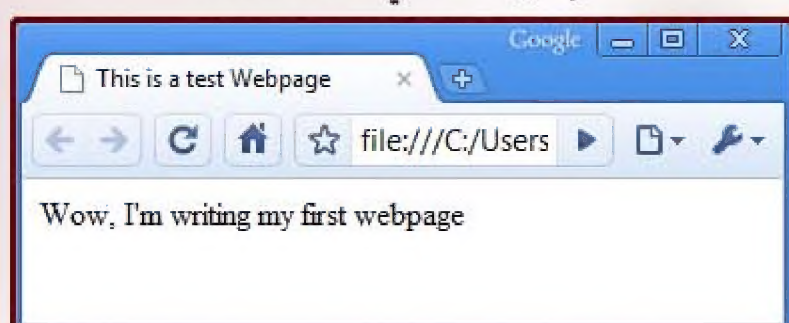 Google
This is a test Webpage
file:///C:/Users
Wow, I'm writing my first webpage